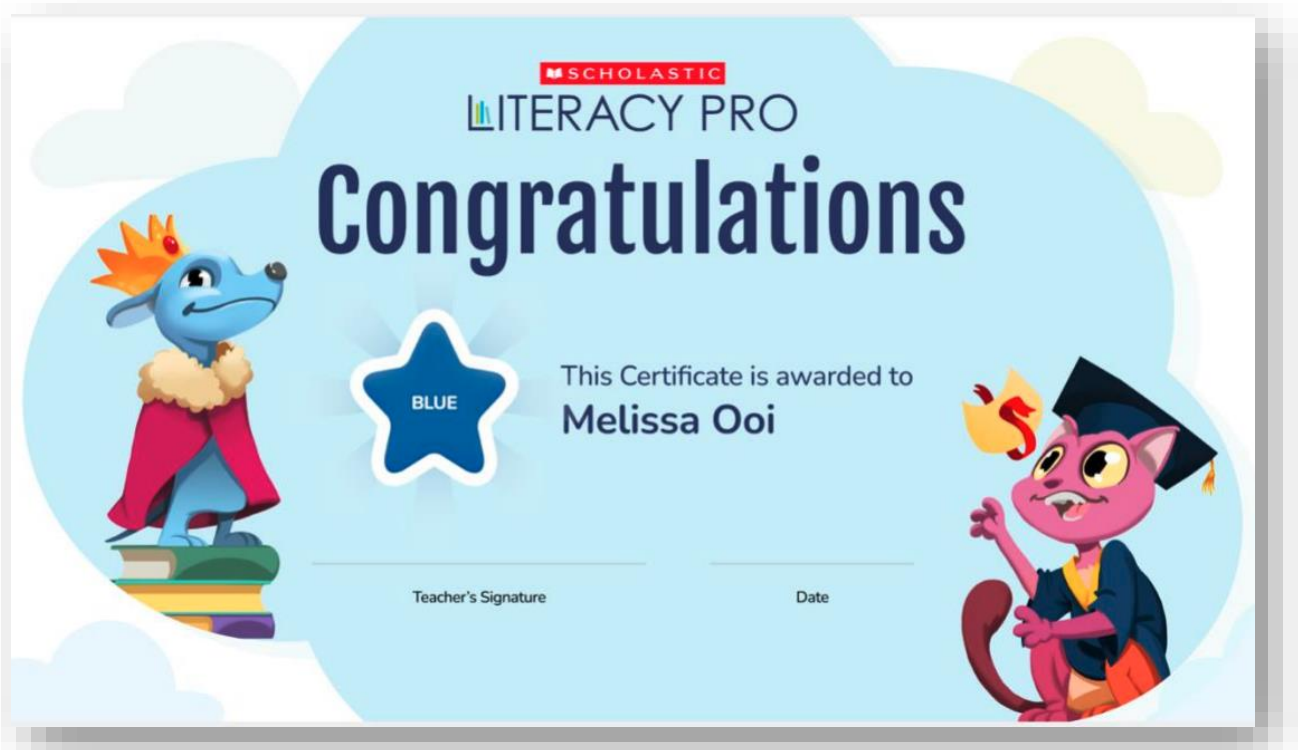 SCHOLASTIC
LITERACY PRO
Congratulations
BLUE
This Certificate is awarded to
Melissa Ooi
Teacher's Signature
Date